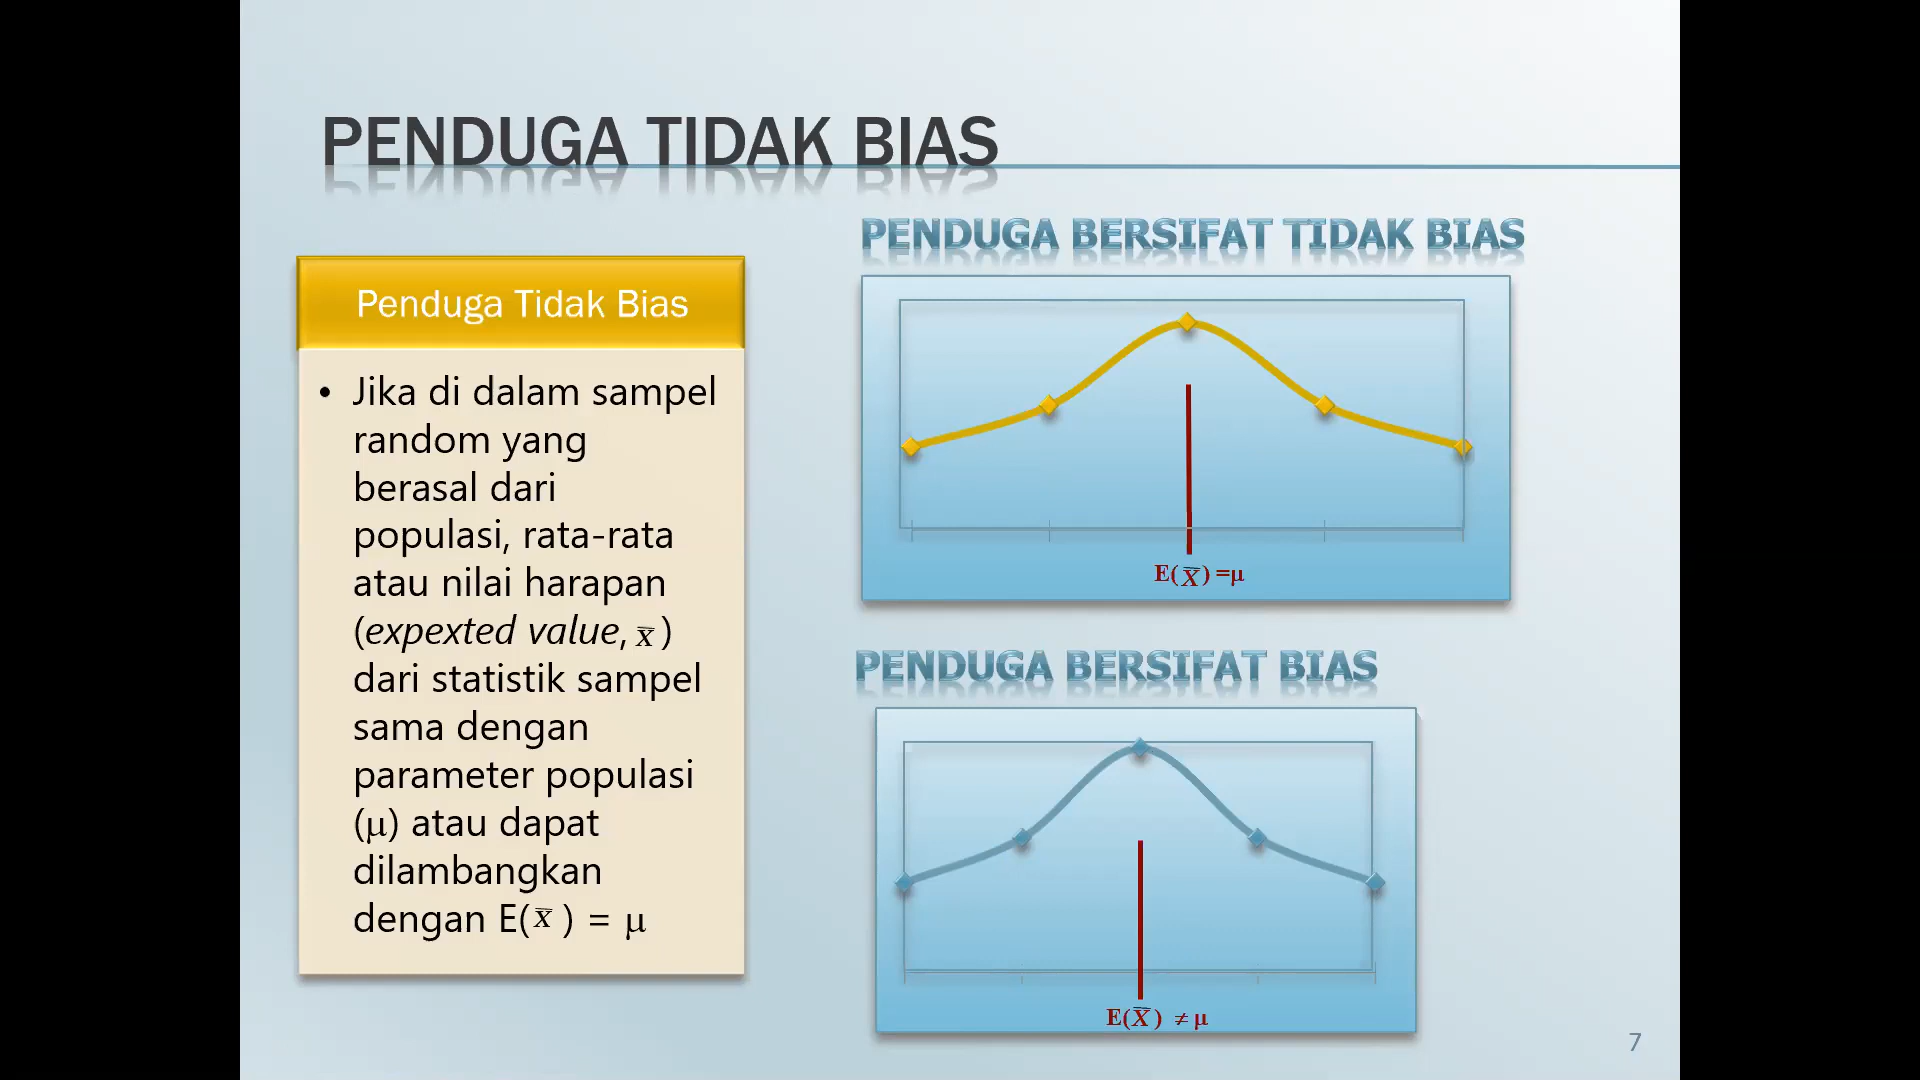 PENDUGA TIDAK BIAS
Penduga Tidak Bias
• Jika di dalam sampel
random yang
berasal dari
populasi, rata-rata
atau nilai harapan
(expexted value, x̅ )
dari statistik sampel
sama dengan
parameter populasi
(μ) atau dapat
dilambangkan
dengan E( x̅ ) = μ
PENDUGA BERSIFAT TIDAK BIAS
E( X̅ ) =μ
PENDUGA BERSIFAT BIAS
E( X̅ ) ≠ μ
7